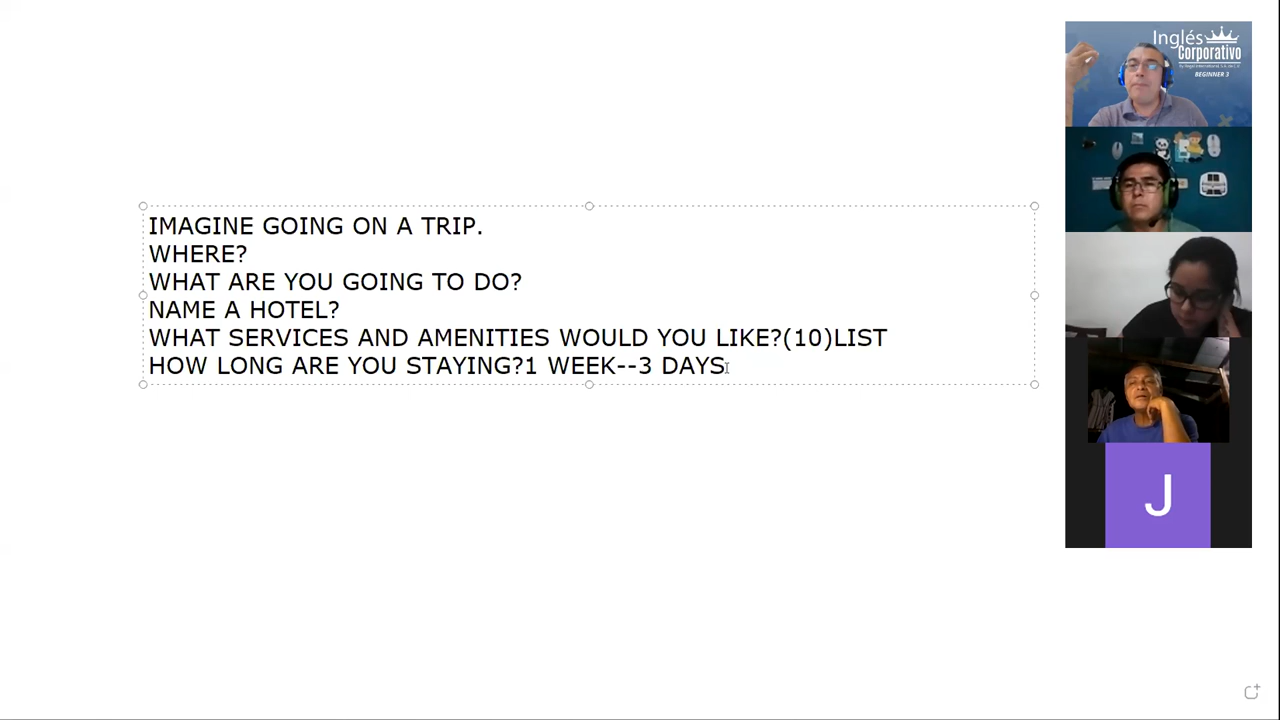 IMAGINE GOING ON A TRIP.
WHERE?
WHAT ARE YOU GOING TO DO?
NAME A HOTEL?
WHAT SERVICES AND AMENITIES WOULD YOU LIKE?(10)LIST
HOW LONG ARE YOU STAYING?1 WEEK--3 DAYS
Inglés
Corporativo
BEGINNER 3
J